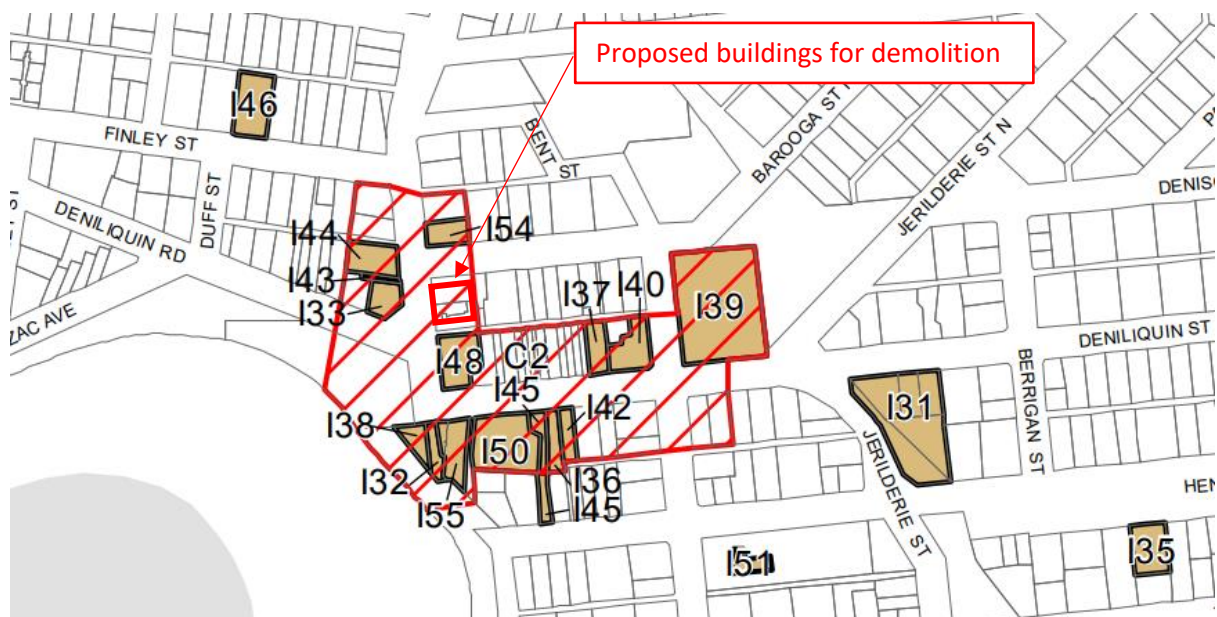 Proposed buildings for demolition
I46
FINLEY ST
BENT ST
BAROOGA ST
JERILDERIE ST N
DENILIQUIN RD
DUFF ST
I44
I54
I43
I33
I37
I40
I39
DENILIQUIN ST
I48
C2
I45
I42
I31
BERRIGAN ST
I38
I50
I32
I36
I55
I45
JERILDERIE ST
I51
I35